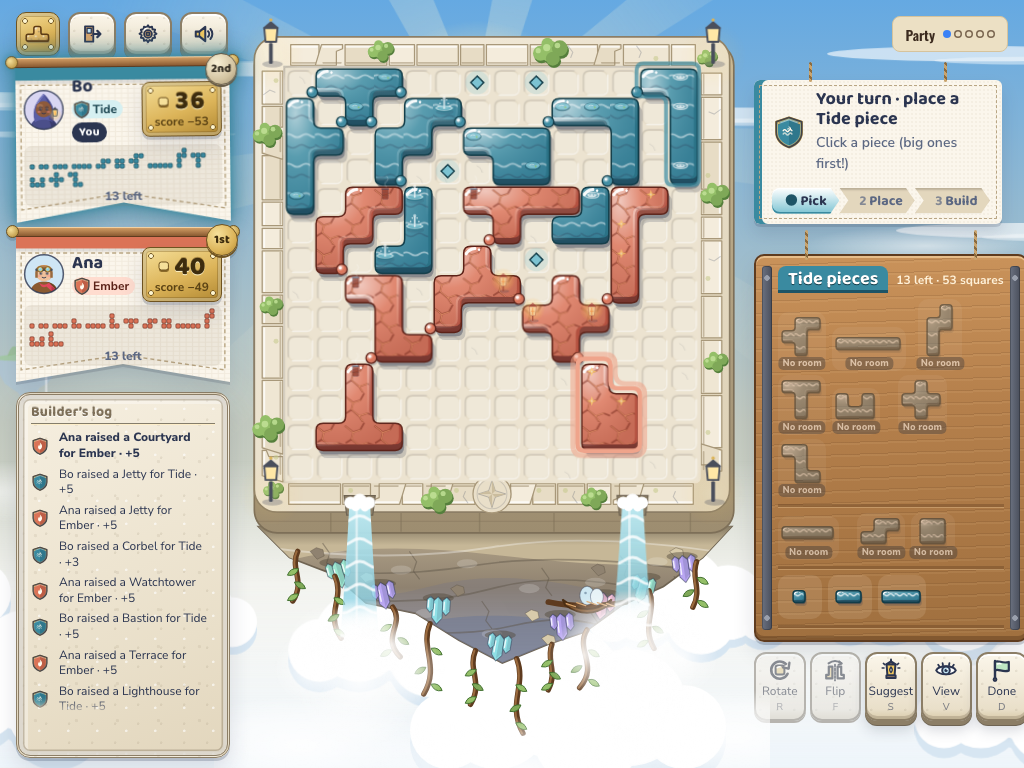 2nd
Bo
Tide
You
36
score −53
13 left
1st
Ana
Ember
40
score −49
13 left
Builder's log
Ana raised a Courtyard
for Ember · +5
Bo raised a Jetty for Tide ·
+5
Ana raised a Jetty for
Ember · +5
Bo raised a Corbel for Tide
· +3
Ana raised a Watchtower
for Ember · +5
Bo raised a Bastion for Tide
· +5
Ana raised a Terrace for
Ember · +5
Bo raised a Lighthouse for
Tide · +5
Party
Your turn · place a
Tide piece
Click a piece (big ones
first!)
Pick
2 Place
3 Build
Tide pieces
13 left · 53 squares
No room
No room
No room
No room
No room
No room
No room
No room
No room
No room
Rotate
R
Flip
F
Suggest
S
View
V
Done
D